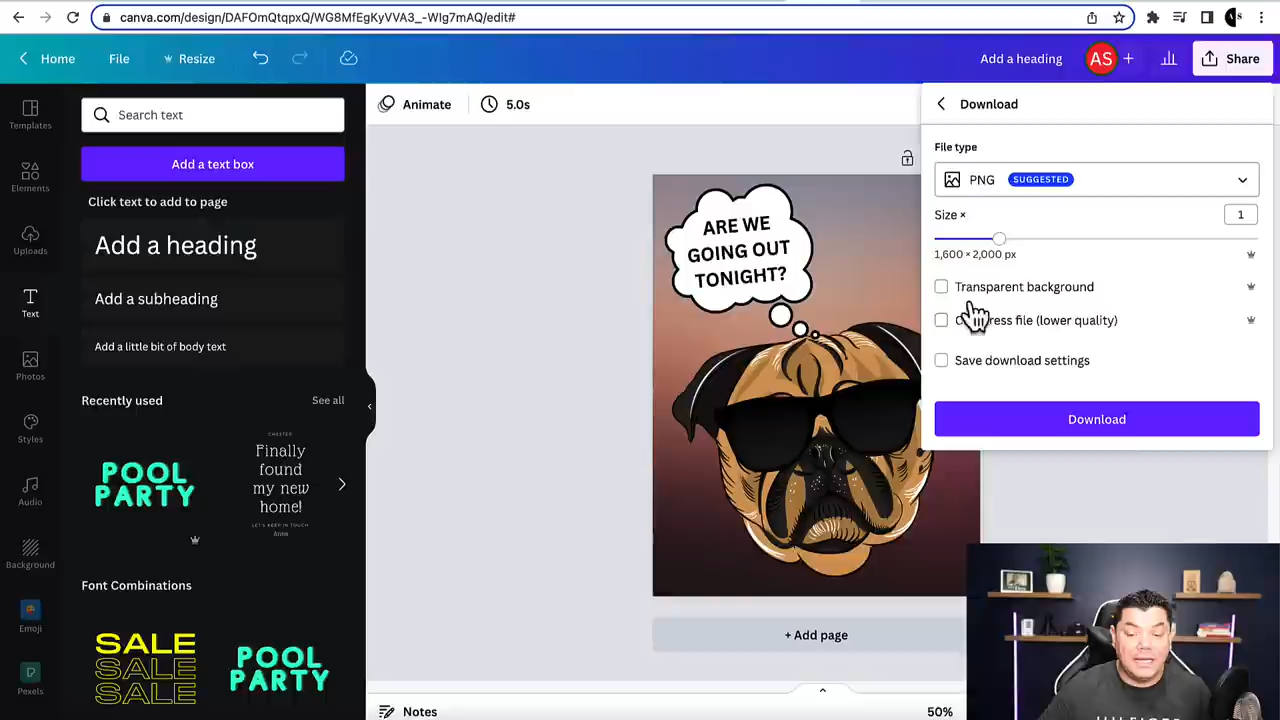 canva.com/design/DAFOmQtqpxQ/WG8MfEgKyVVA3_-WIg7mAQ/edit#
Home
File
Resize
Add a heading
AS
Share
Templates
Elements
Uploads
Text
Photos
Styles
Audio
Background
Emoji
Pexels
Search text
Add a text box
Click text to add to page
Add a heading
Add a subheading
Add a little bit of body text
Recently used
See all
POOL
PARTY
CHESTER
Finally
found
my new
home!
LET'S KEEP IN TOUCH
Font Combinations
SALE
SALE
SALE
POOL
PARTY
Animate
5.0s
ARE WE
GOING OUT
TONIGHT?
+ Add page
Notes
50%
Download
File type
PNG
SUGGESTED
Size ×
1
1,600 × 2,000 px
Transparent background
file (lower quality)
Save download settings
Download